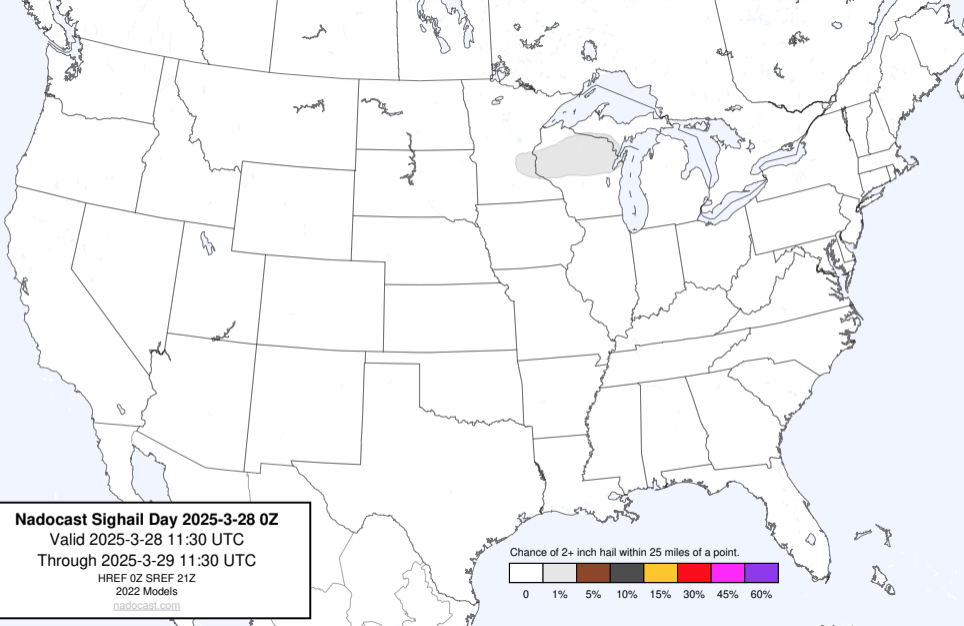 Nadocast Sighail Day 2025-3-28 0Z
Valid 2025-3-28 11:30 UTC
Through 2025-3-29 11:30 UTC
HREF 0Z SREF 21Z
2022 Models
nadocast.com
Chance of 2+ inch hail within 25 miles of a point.
0 1% 5% 10% 15% 30% 45% 60%